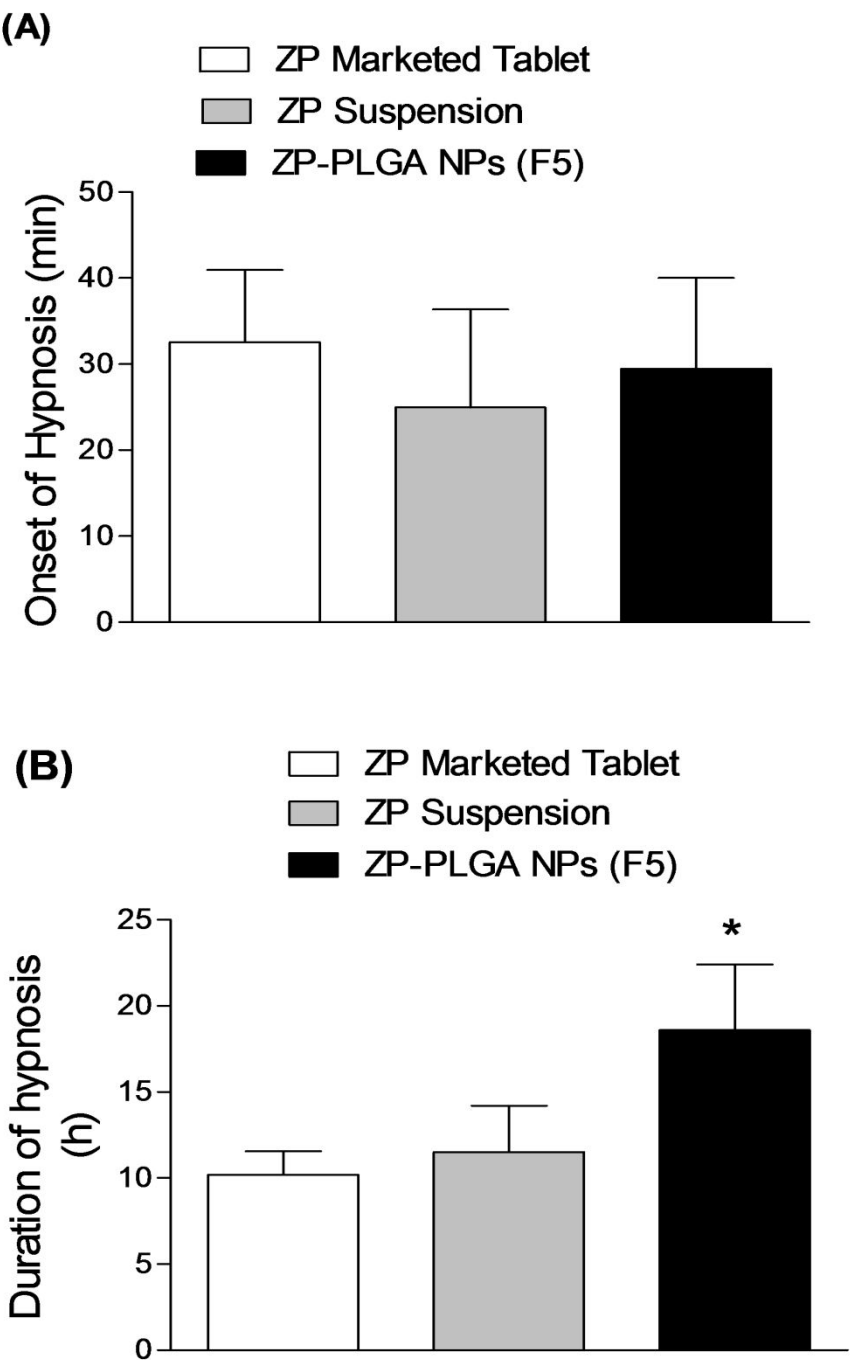 (A)
ZP Marketed Tablet
ZP Suspension
ZP-PLGA NPs (F5)
Onset of Hypnosis (min)
50
40
30
20
10
0
(B)
ZP Marketed Tablet
ZP Suspension
ZP-PLGA NPs (F5)
Duration of hypnosis
(h)
25
20
15
10
5
0
*